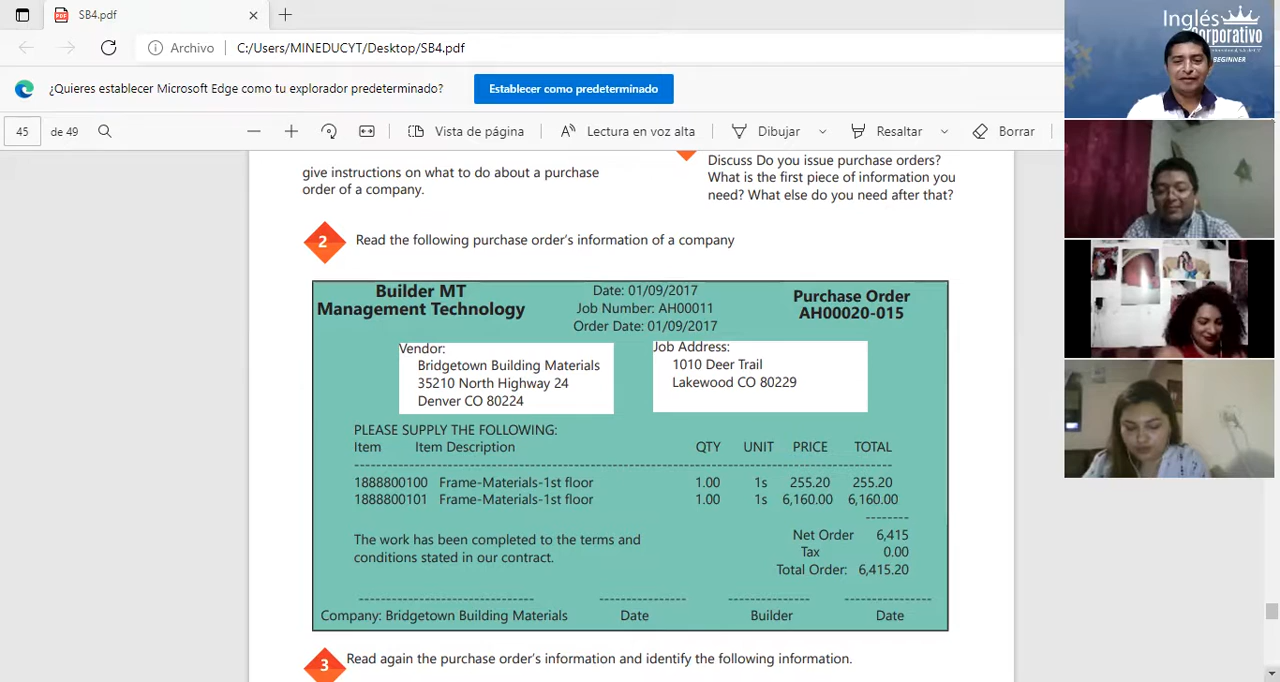 SB4.pdf
Archivo C:/Users/MINEDUCYT/Desktop/SB4.pdf
¿Quieres establecer Microsoft Edge como tu explorador predeterminado? Establecer como predeterminado
45 de 49 Vista de página Lectura en voz alta Dibujar Resaltar Borrar
give instructions on what to do about a purchase
order of a company.
Discuss Do you issue purchase orders?
What is the first piece of information you
need? What else do you need after that?
2 Read the following purchase order's information of a company
Builder MT
Management Technology
Date: 01/09/2017
Job Number: AH00011
Order Date: 01/09/2017
Purchase Order
AH00020-015
Vendor:
Bridgetown Building Materials
35210 North Highway 24
Denver CO 80224
Job Address:
1010 Deer Trail
Lakewood CO 80229
PLEASE SUPPLY THE FOLLOWING:
Item Item Description QTY UNIT PRICE TOTAL
1888800100 Frame-Materials-1st floor 1.00 1s 255.20 255.20
1888800101 Frame-Materials-1st floor 1.00 1s 6,160.00 6,160.00
The work has been completed to the terms and
conditions stated in our contract.
Net Order 6,415
Tax 0.00
Total Order: 6,415.20
Company: Bridgetown Building Materials Date Builder Date
3 Read again the purchase order's information and identify the following information.
Inglés
Corporativo
BEGINNER